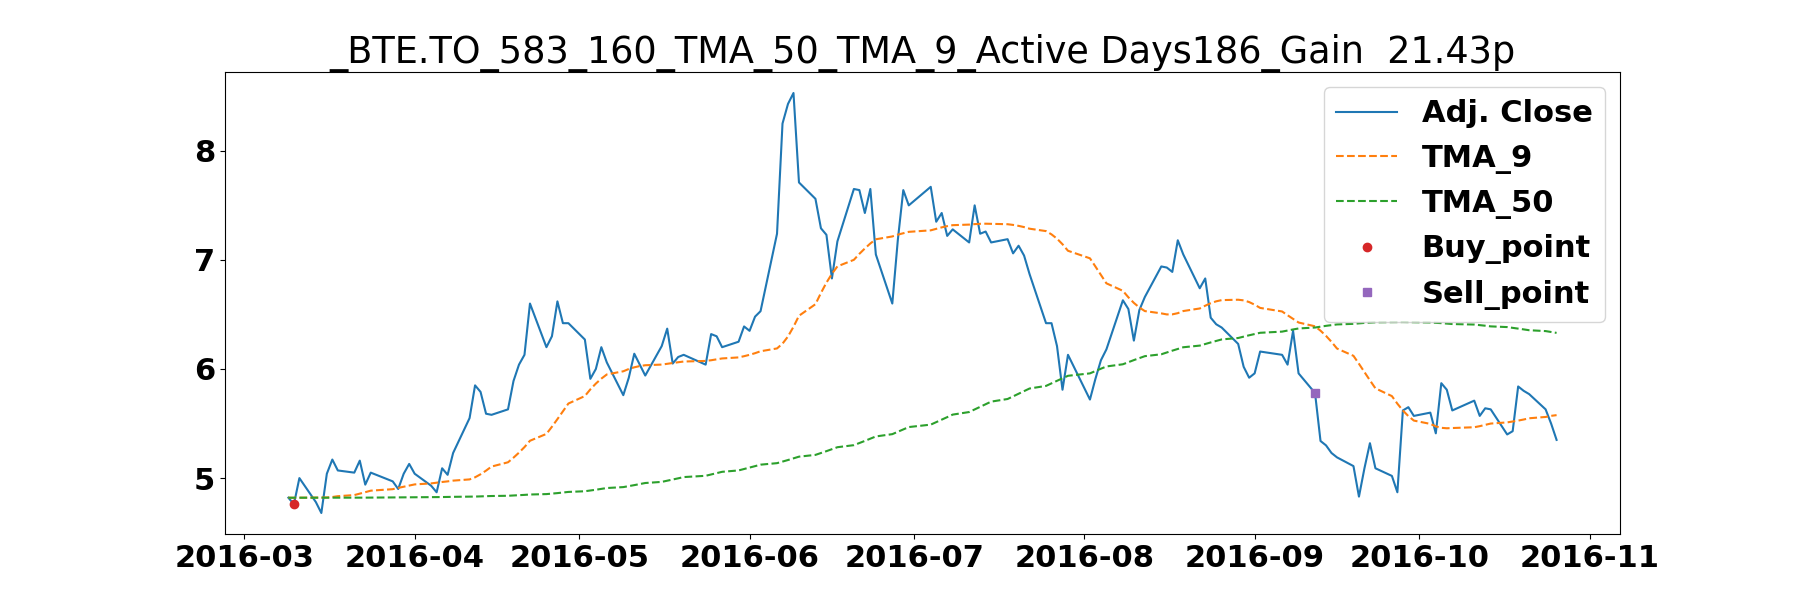 _BTE.TO_583_160_TMA_50_TMA_9_Active Days186_Gain  21.43p
Adj. Close
TMA_9
TMA_50
Buy_point
Sell_point
8
7
6
5
2016-03 2016-04 2016-05 2016-06 2016-07 2016-08 2016-09 2016-10 2016-11